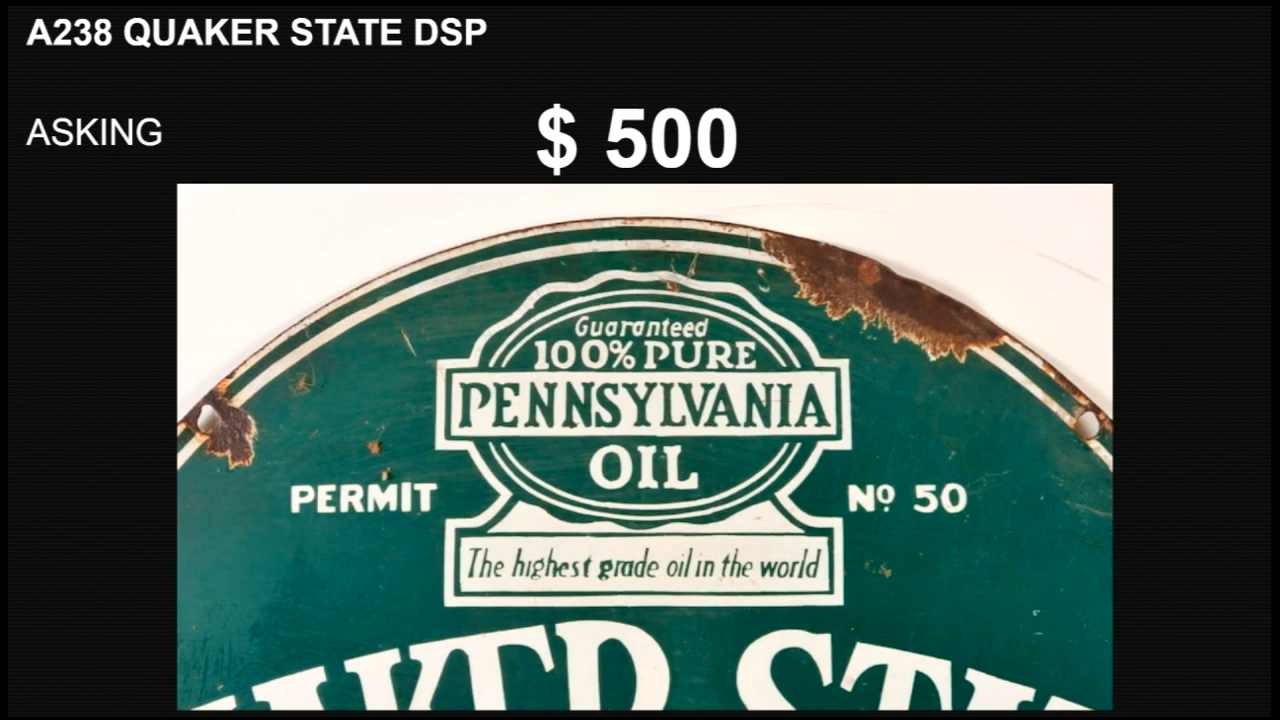 A238 QUAKER STATE DSP
ASKING
$ 500
Guaranteed
100% PURE
PENNSYLVANIA
OIL
PERMIT
Nº 50
The highest grade oil in the world